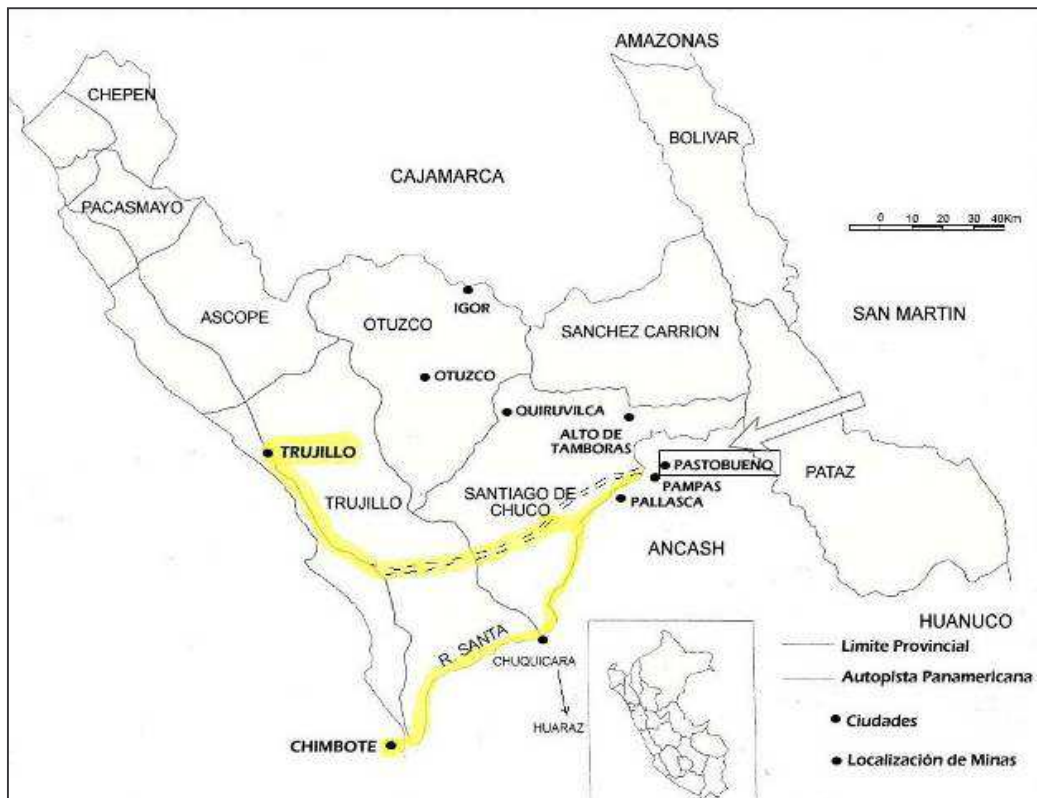 AMAZONAS
CHEPEN
BOLIVAR
CAJAMARCA
PACASMAYO
0 10 20 30 40Km
IGOR
ASCOPE
OTUZCO
SANCHEZ CARRION
SAN MARTIN
OTUZCO
QUIRUVILCA
ALTO DE
TAMBORAS
TRUJILLO
PASTOBUENO
PATAZ
PAMPAS
TRUJILLO
SANTIAGO DE
CHUCO
PALLASCA
ANCASH
HUANUCO
R. SANTA
CHUQUICARA
Limite Provincial
Autopista Panamericana
HUARAZ
Ciudades
CHIMBOTE
Localización de Minas